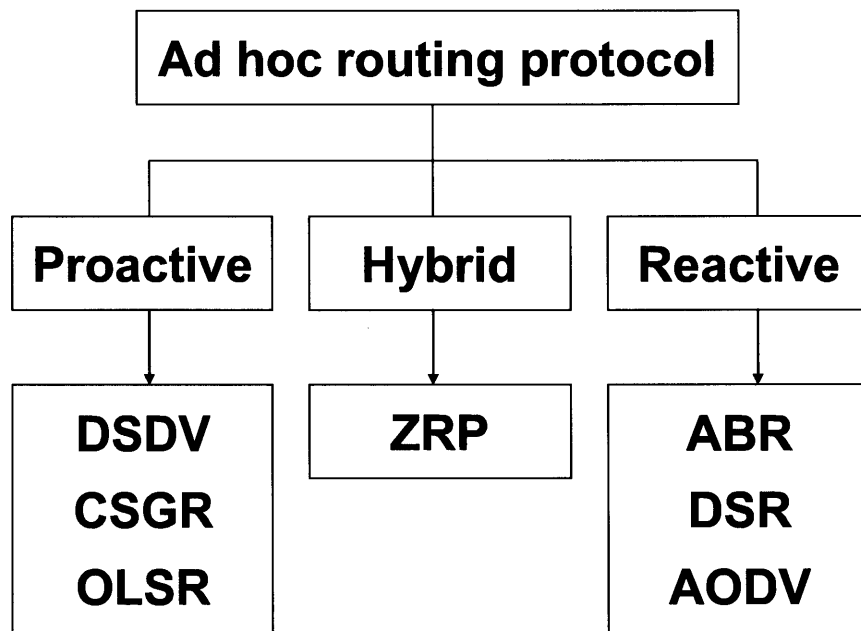 Ad hoc routing protocol
Proactive
Hybrid
Reactive
DSDV
CSGR
OLSR
ZRP
ABR
DSR
AODV